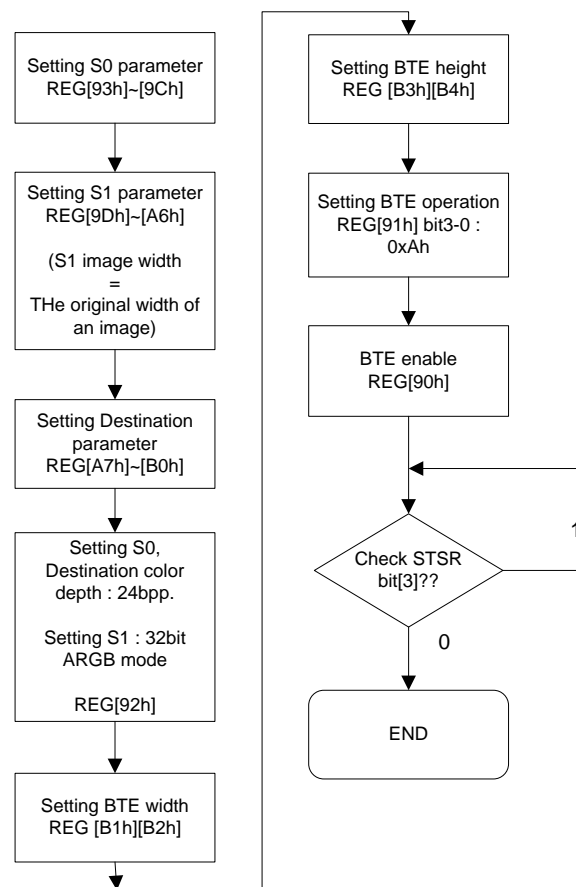 Setting S0 parameter
REG[93h]~[9Ch]
Setting S1 parameter
REG[9Dh]~[A6h]
(S1 image width
=
THe original width of
an image)
Setting Destination
parameter
REG[A7h]~[B0h]
Setting S0,
Destination color
depth : 24bpp.
Setting S1 : 32bit
ARGB mode
REG[92h]
Setting BTE width
REG [B1h][B2h]
Setting BTE height
REG [B3h][B4h]
Setting BTE operation
REG[91h] bit3-0 :
0xAh
BTE enable
REG[90h]
Check STSR
bit[3]??
1
0
END